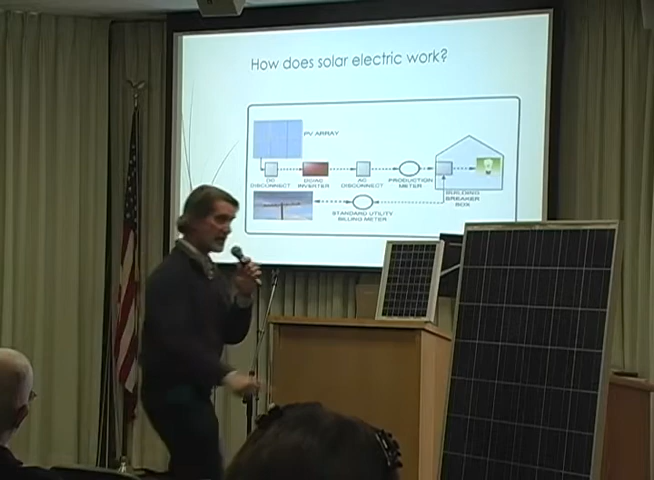 How does solar electric work?
PV ARRAY
DC DISCONNECT
DC/AC INVERTER
AC DISCONNECT
PRODUCTION METER
BUILDING BREAKER BOX
STANDARD UTILITY BILLING METER